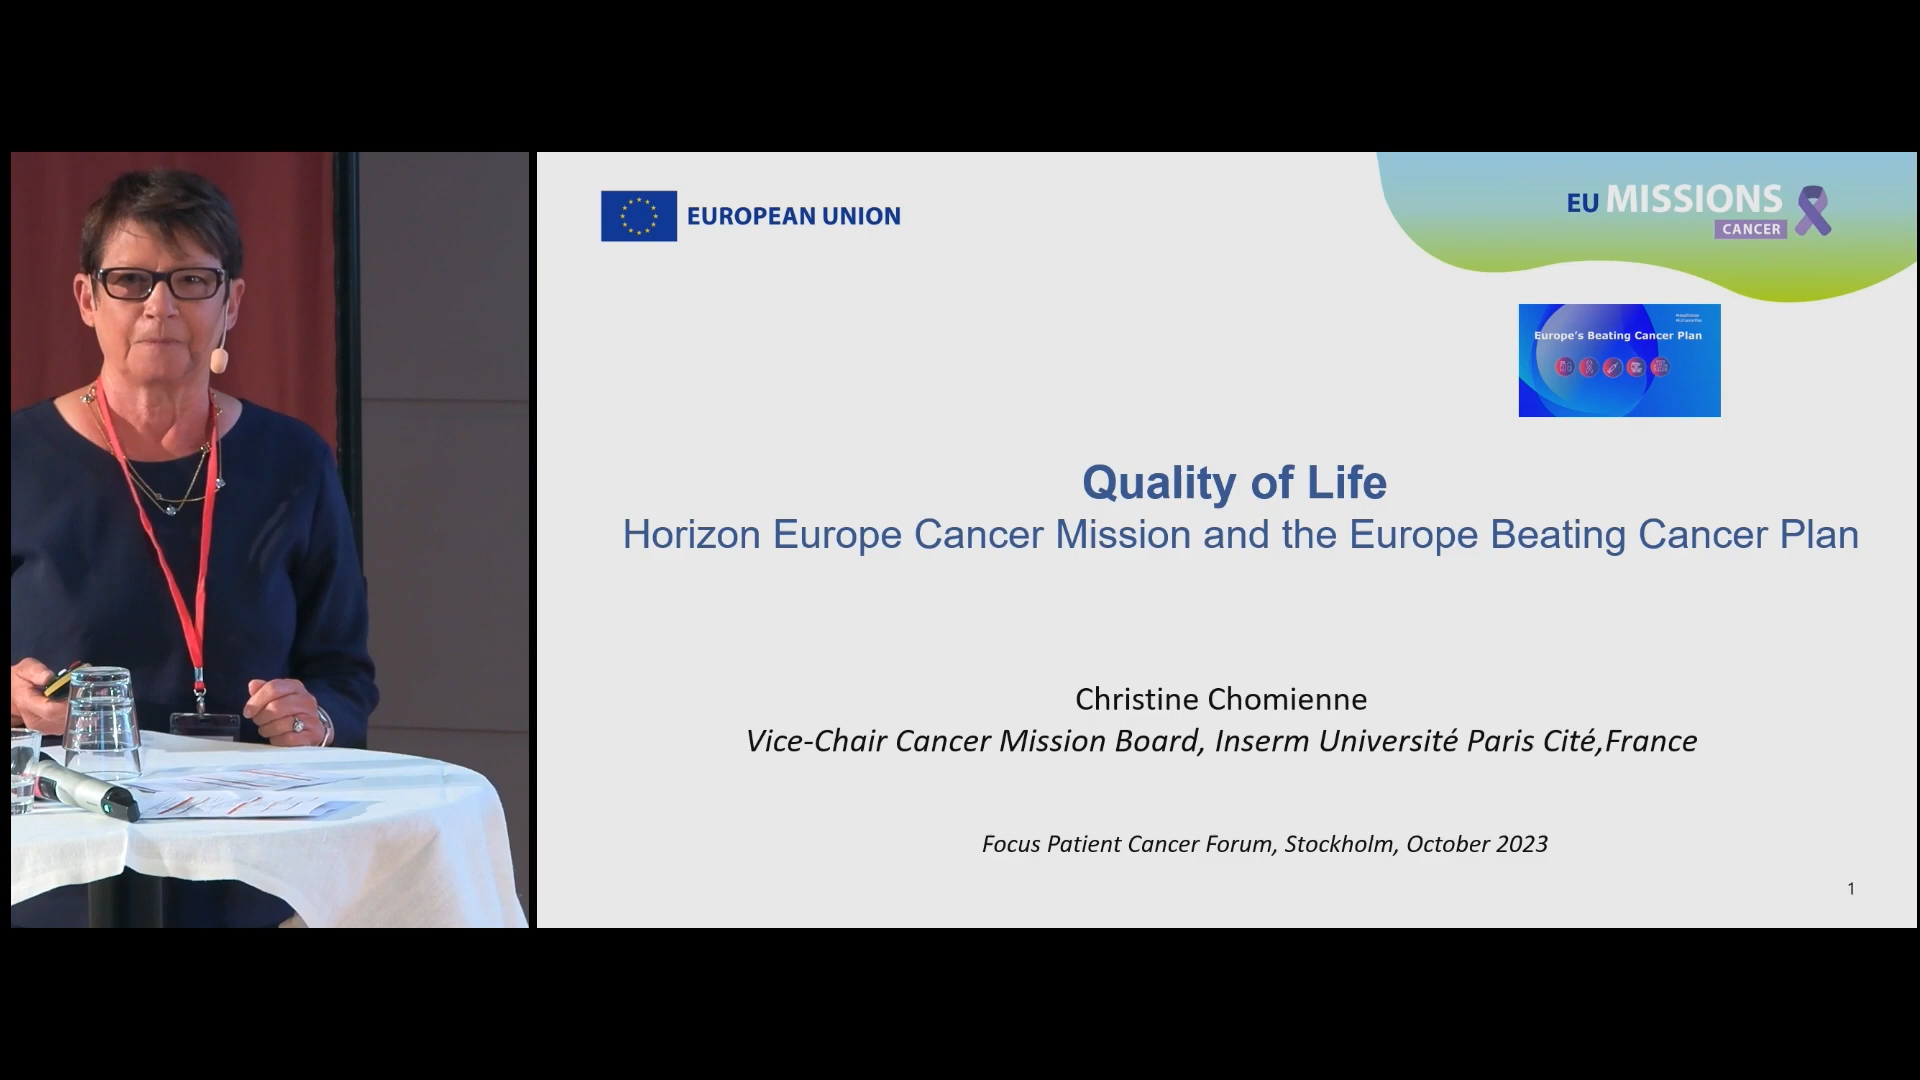 EUROPEAN UNION
EU MISSIONS
CANCER
Europe's Beating Cancer Plan
Quality of Life
Horizon Europe Cancer Mission and the Europe Beating Cancer Plan
Christine Chomienne
Vice-Chair Cancer Mission Board, Inserm Université Paris Cité,France
Focus Patient Cancer Forum, Stockholm, October 2023
1